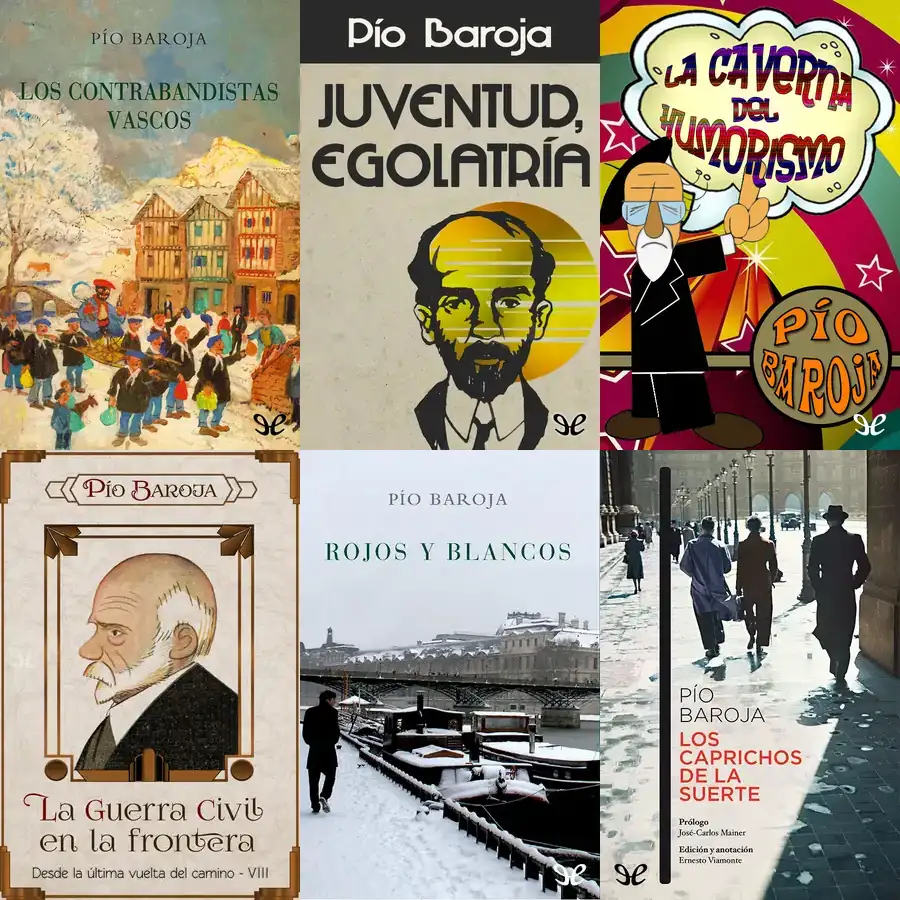 PÍO BAROJA
LOS CONTRABANDISTAS
VASCOS
Pío Baroja
JUVENTUD,
EGOLATRÍA
LA CAVERNA
DEL
HUMORISMO
PÍO
BAROJA
Pío Baroja
La Guerra Civil
en la frontera
Desde la última vuelta del camino - VIII
PÍO BAROJA
ROJOS Y BLANCOS
PÍO
BAROJA
LOS
CAPRICHOS
DE LA
SUERTE
Prólogo
José-Carlos Mainer
Edición y anotación
Ernesto Viamonte